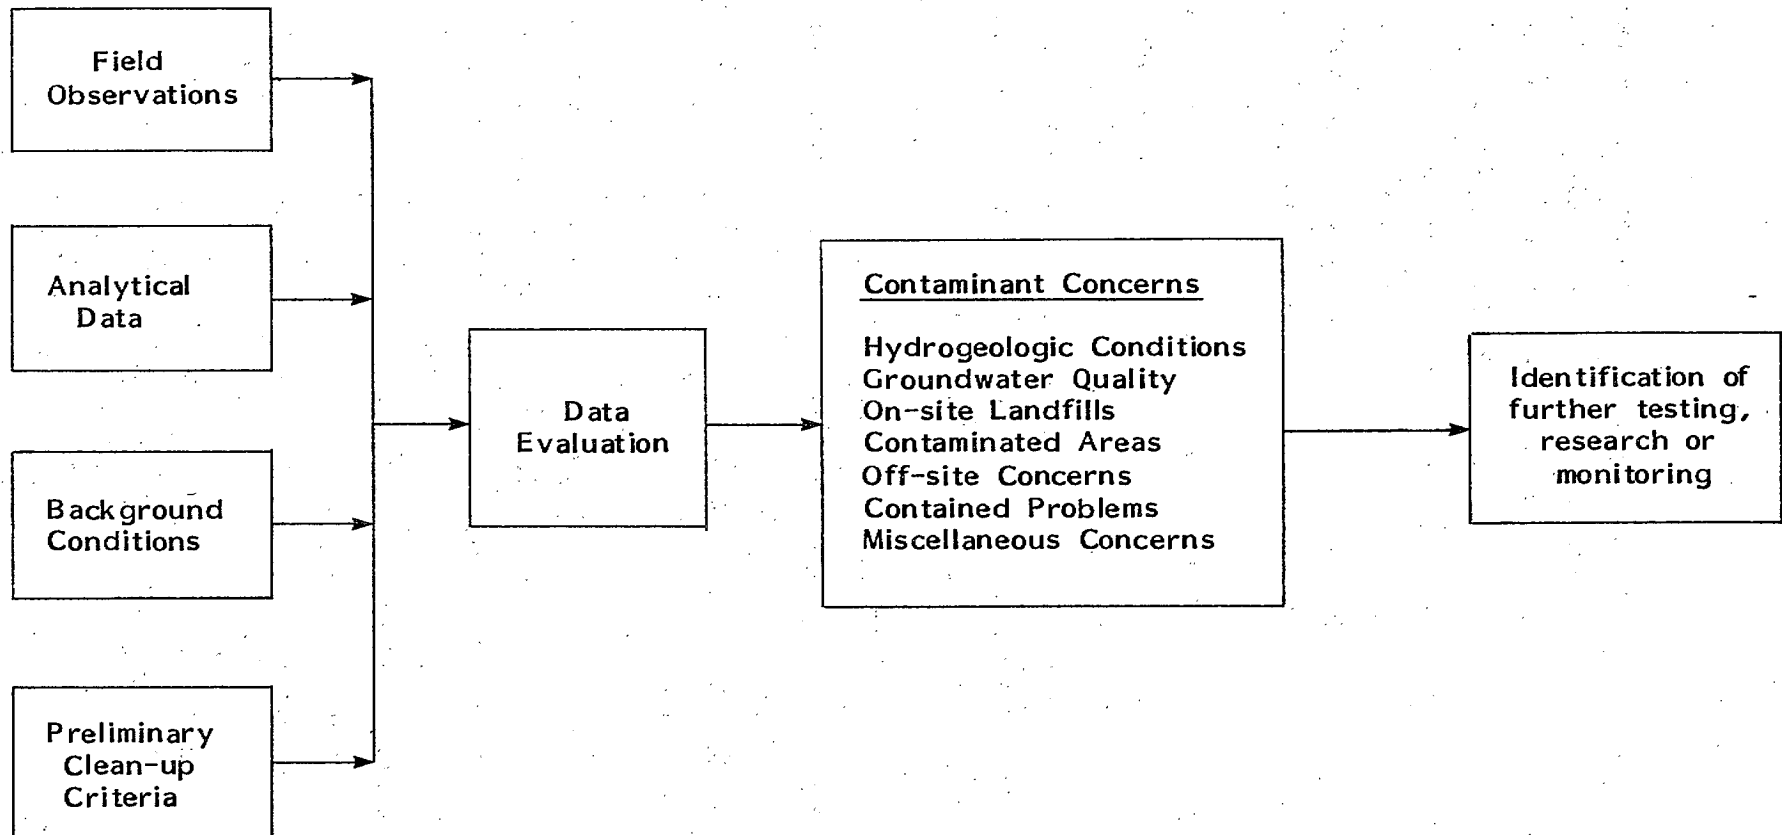 Field
Observations
Analytical
Data
Background
Conditions
Preliminary
Clean-up
Criteria
Data
Evaluation
Contaminant Concerns
Hydrogeologic Conditions
Groundwater Quality
On-site Landfills
Contaminated Areas
Off-site Concerns
Contained Problems
Miscellaneous Concerns
Identification of
further testing,
research or
monitoring